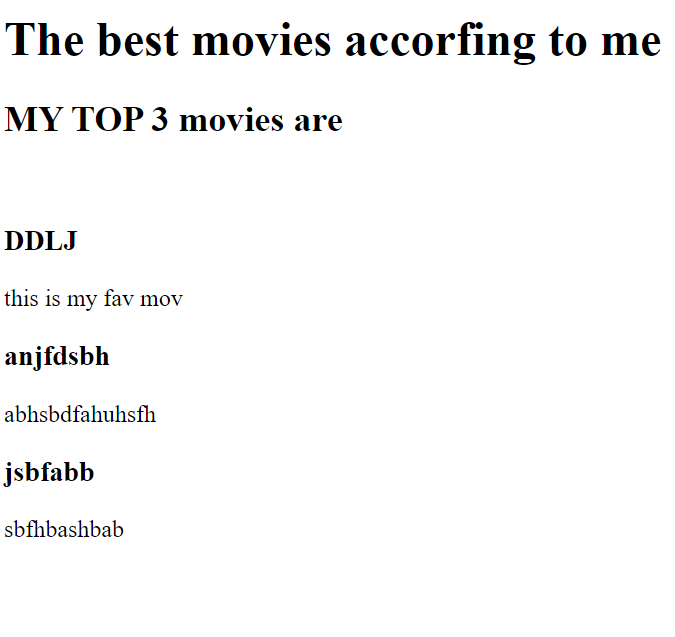 The best movies accorfing to me
MY TOP 3 movies are
DDLJ
this is my fav mov
anjfdsbh
abhsbdfahuhsfh
jsbfabb
sbfhbashbab